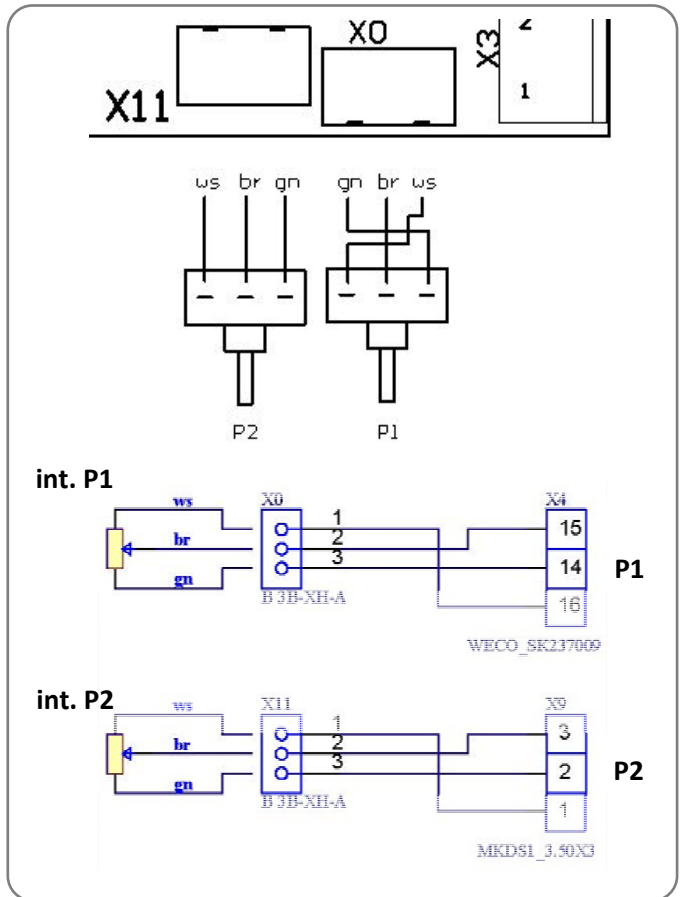 X11
X0
X3
2
1
ws br gn
gn br ws
P2
P1
int. P1
ws
br
gn
X0
1
2
3
B 3B-XH-A
X4
15
14
16
P1
WECO_SK237009
int. P2
ws
br
gn
X11
1
2
3
B 3B-XH-A
X9
3
2
1
P2
MKDS1_3.50X3